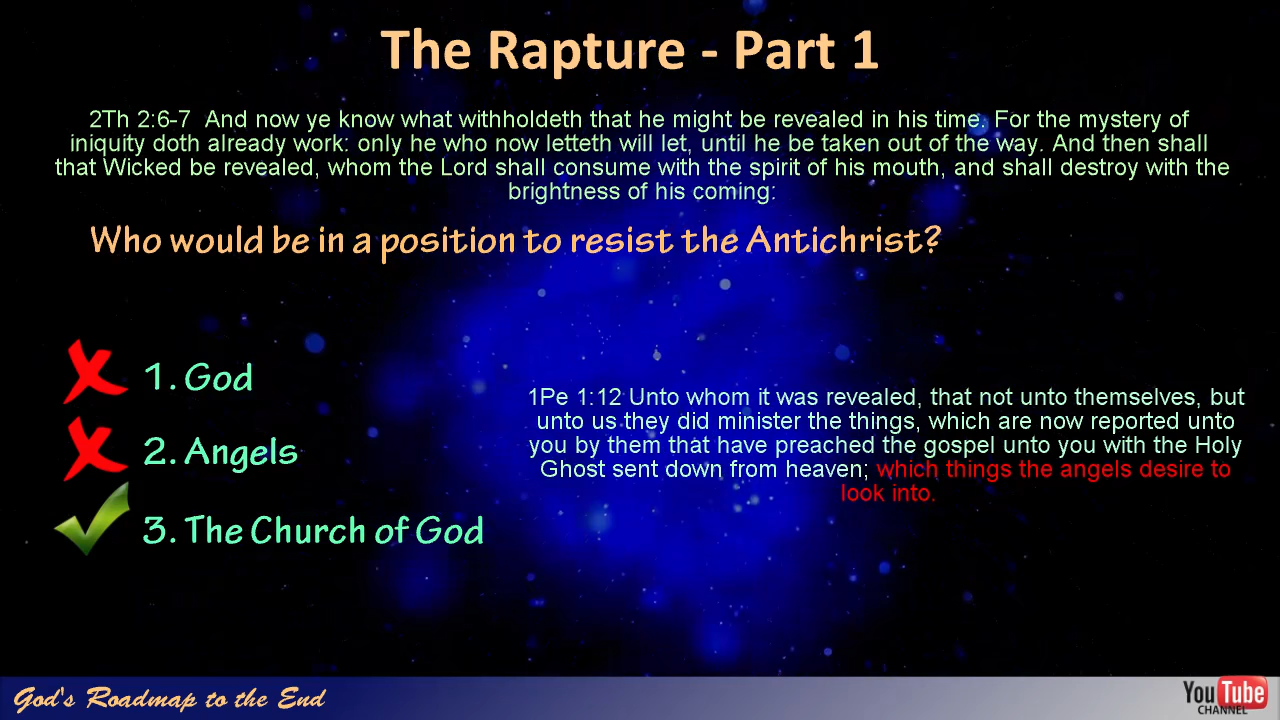 The Rapture - Part 1
2Th 2:6-7  And now ye know what withholdeth that he might be revealed in his time. For the mystery of
iniquity doth already work: only he who now letteth will let, until he be taken out of the way. And then shall
that Wicked be revealed, whom the Lord shall consume with the spirit of his mouth, and shall destroy with the
brightness of his coming:
Who would be in a position to resist the Antichrist?
1. God
2. Angels
3. The Church of God
1Pe 1:12 Unto whom it was revealed, that not unto themselves, but
unto us they did minister the things, which are now reported unto
you by them that have preached the gospel unto you with the Holy
Ghost sent down from heaven; which things the angels desire to
look into.
God's Roadmap to the End
YouTube
CHANNEL